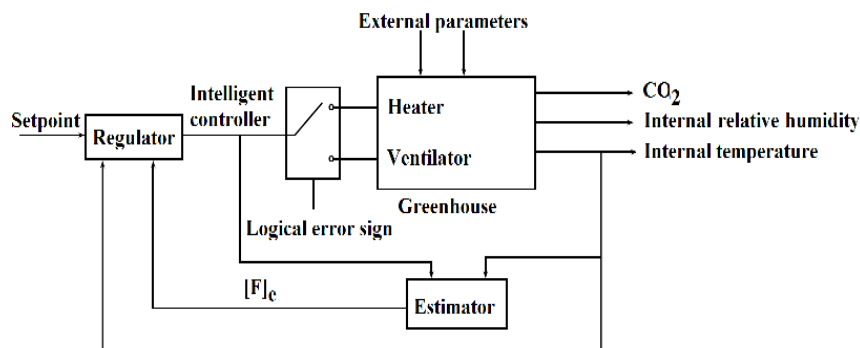 External parameters
Setpoint
Regulator
Intelligent
controller
Heater
Ventilator
CO2
Internal relative humidity
Internal temperature
Greenhouse
Logical error sign
[F]e
Estimator